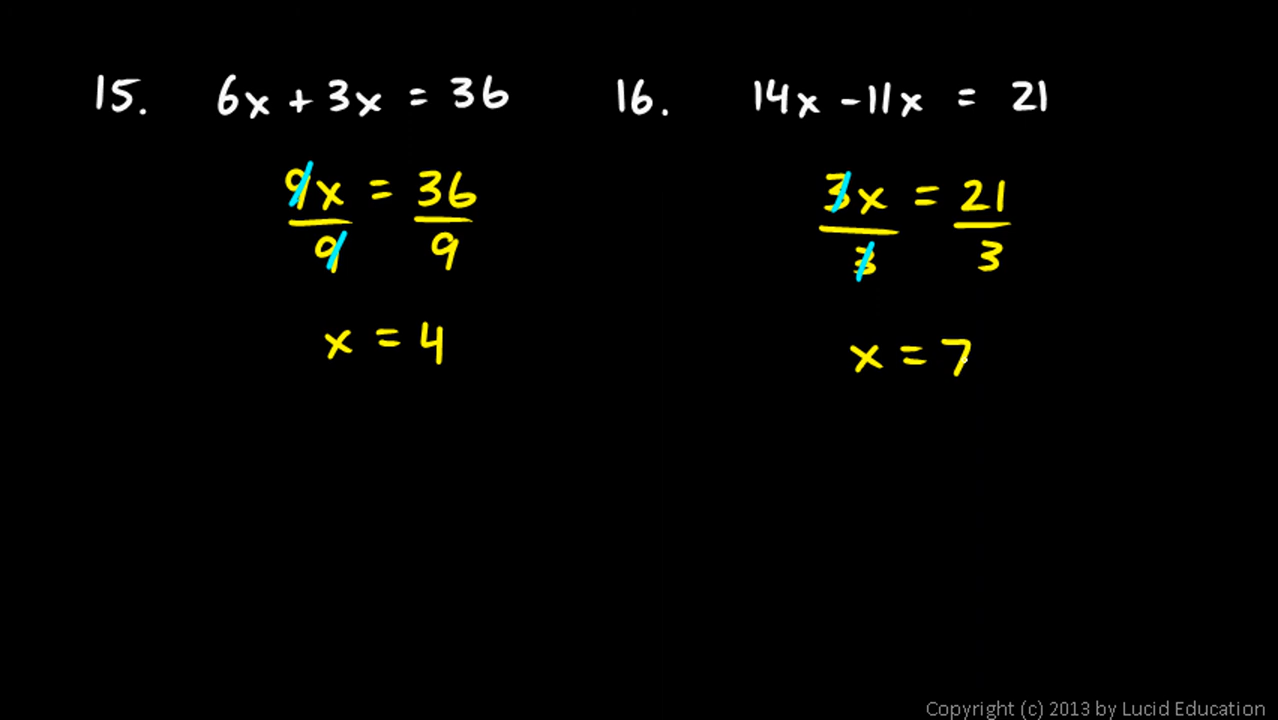 15. 6x + 3x = 36
9x = 36
9 9
x = 4
16. 14x - 11x = 21
3x = 21
3 3
x = 7
Copyright (c) 2013 by Lucid Education